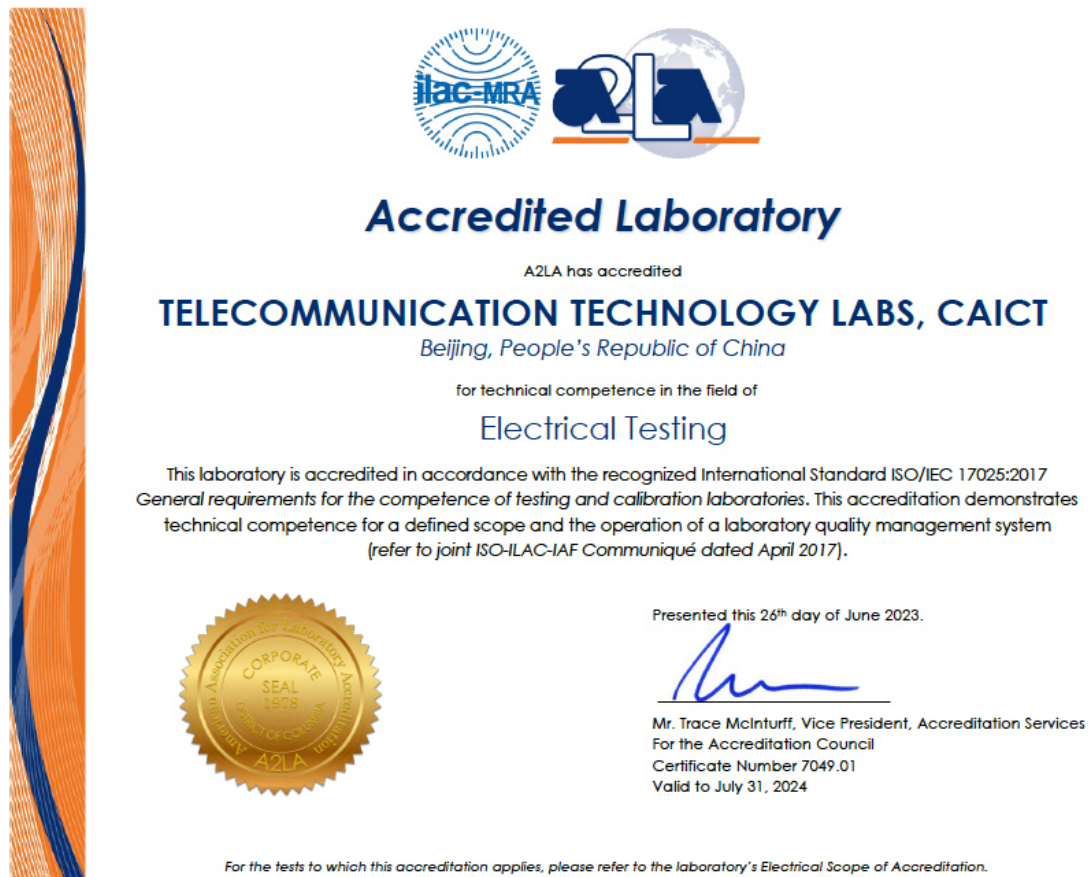 ilac-MRA
A2LA
Accredited Laboratory
A2LA has accredited
TELECOMMUNICATION TECHNOLOGY LABS, CAICT
Beijing, People's Republic of China
for technical competence in the field of
Electrical Testing
This laboratory is accredited in accordance with the recognized International Standard ISO/IEC 17025:2017
General requirements for the competence of testing and calibration laboratories. This accreditation demonstrates
technical competence for a defined scope and the operation of a laboratory quality management system
(refer to joint ISO-ILAC-IAF Communiqué dated April 2017).
American Association for Laboratory Accreditation
CORPORATE
SEAL
1978
DISTRICT OF COLUMBIA
A2LA
Presented this 26th day of June 2023.
Mr. Trace McInturff, Vice President, Accreditation Services
For the Accreditation Council
Certificate Number 7049.01
Valid to July 31, 2024
For the tests to which this accreditation applies, please refer to the laboratory's Electrical Scope of Accreditation.